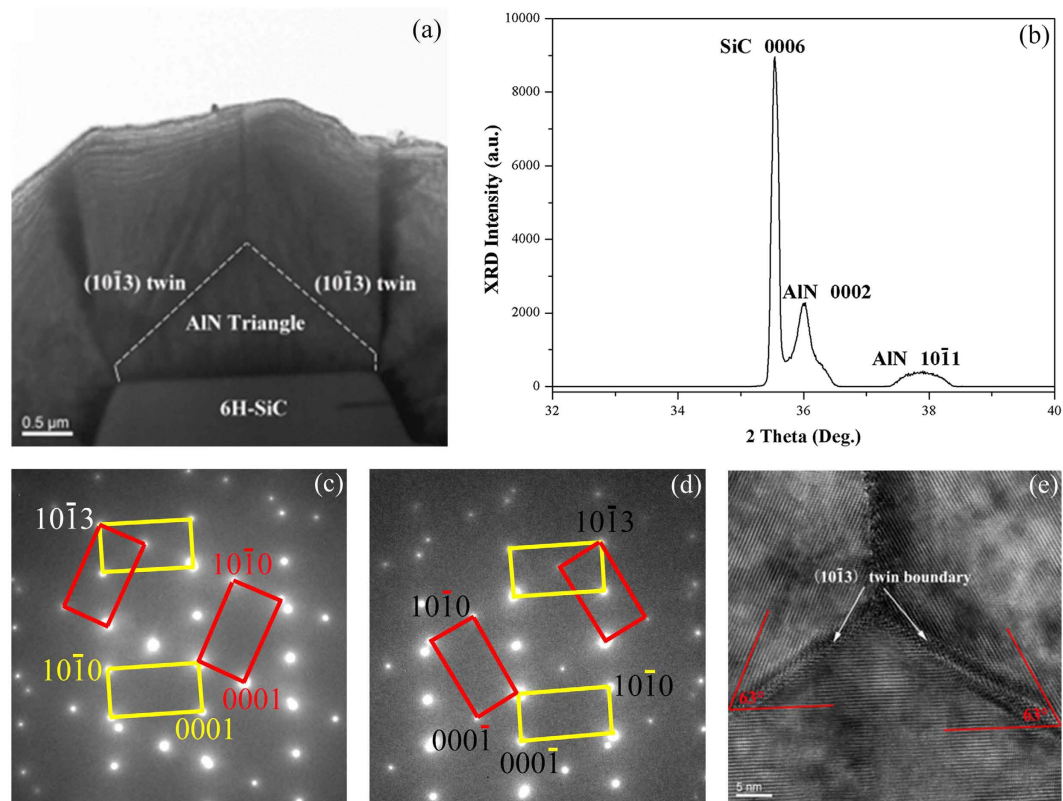 (a)
(101̄3) twin
(101̄3) twin
AlN Triangle
6H-SiC
0.5 μm
(b)
10000
8000
6000
4000
2000
0
XRD Intensity (a.u.)
SiC 0006
AlN 0002
AlN 101̄1
32
34
36
38
40
2 Theta (Deg.)
(c)
101̄3
101̄0
101̄0
0001
0001
(d)
101̄3
101̄0
101̄0
0001̄
0001̄
(e)
(101̄3) twin boundary
63°
63°
5 nm